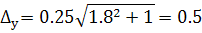 Δy = 0.25√(1.8² + 1) = 0.5